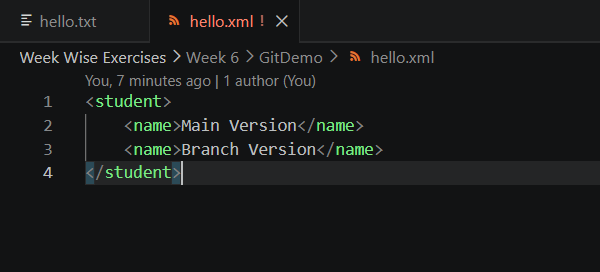 hello.txt
hello.xml !
Week Wise Exercises > Week 6 > GitDemo > hello.xml
You, 7 minutes ago | 1 author (You)
1 <student>
2 <name>Main Version</name>
3 <name>Branch Version</name>
4 </student>